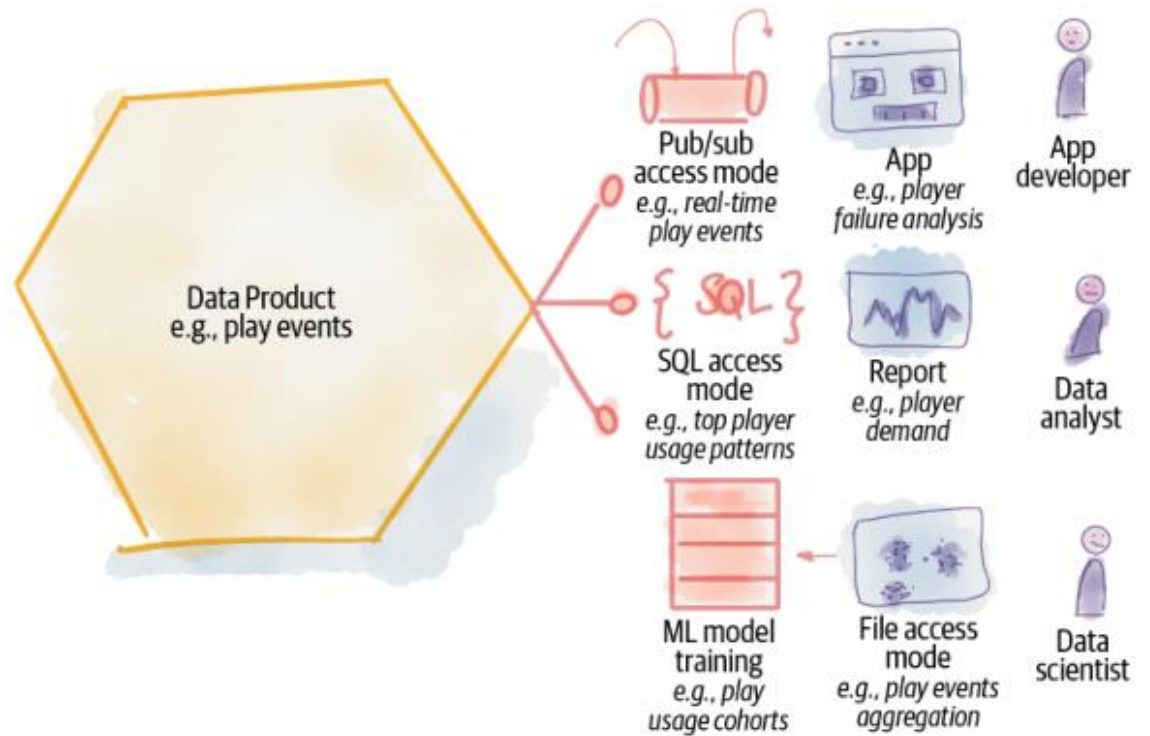 Data Product
e.g., play events
Pub/sub
access mode
e.g., real-time
play events
App
e.g., player
failure analysis
App
developer
{ SQL }
SQL access
mode
e.g., top player
usage patterns
Report
e.g., player
demand
Data
analyst
ML model
training
e.g., play
usage cohorts
File access
mode
e.g., play events
aggregation
Data
scientist